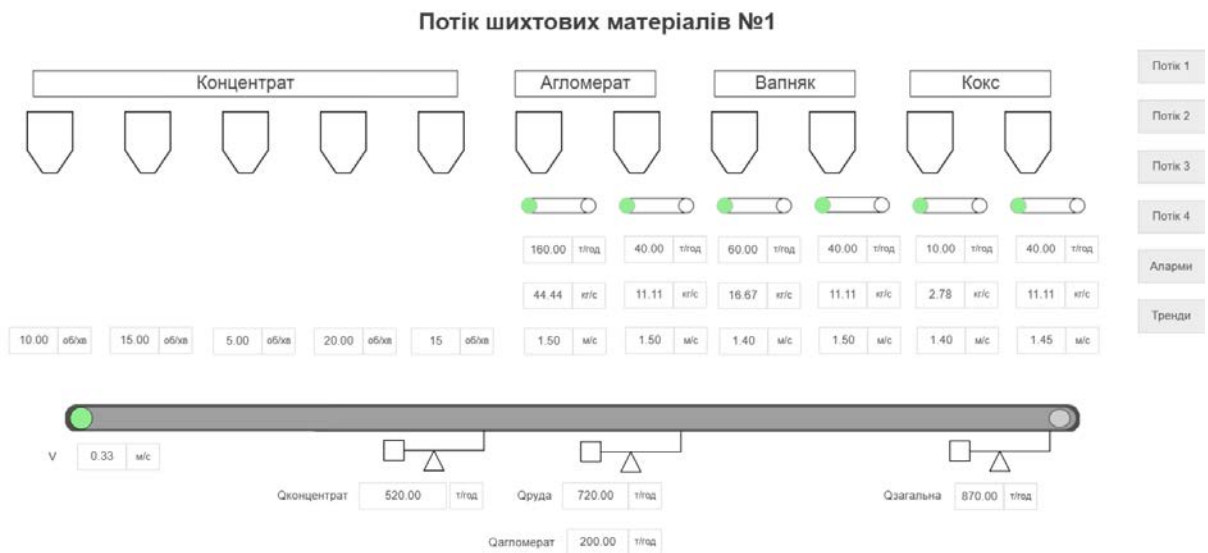 Потік шихтових матеріалів №1
Потік 1
Концентрат Агломерат Вапняк Кокс
Потік 2
Потік 3
Потік 4
160.00 т/год 40.00 т/год 60.00 т/год 40.00 т/год 10.00 т/год 40.00 т/год
Аларми
44.44 кг/с 11.11 кг/с 16.67 кг/с 11.11 кг/с 2.78 кг/с 11.11 кг/с
Тренди
10.00 об/хв 15.00 об/хв 5.00 об/хв 20.00 об/хв 15 об/хв 1.50 м/с 1.50 м/с 1.40 м/с 1.50 м/с 1.40 м/с 1.45 м/с
V 0.33 м/с
Qконцентрат 520.00 т/год Qруда 720.00 т/год Qзагальна 870.00 т/год
Qагломерат 200.00 т/год